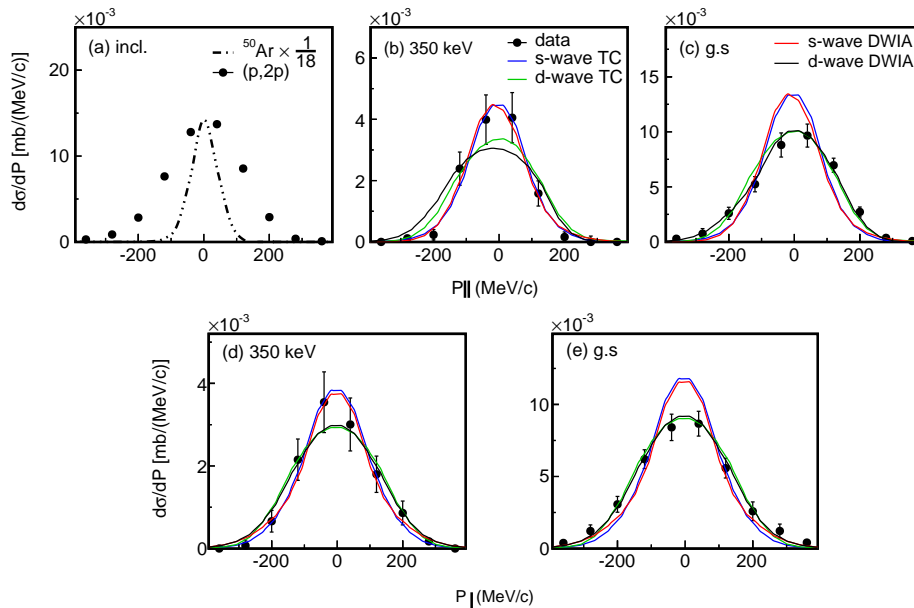 ×10⁻³
(a) incl.
⁵⁰Ar × 1/18
(p,2p)
20
10
0
-200 0 200
dσ/dP [mb/(MeV/c)]
×10⁻³
(b) 350 keV
data
s-wave TC
d-wave TC
6
4
2
0
-200 0 200
P|| (MeV/c)
×10⁻³
(c) g.s
s-wave DWIA
d-wave DWIA
15
10
5
0
-200 0 200
×10⁻³
(d) 350 keV
4
2
0
-200 0 200
dσ/dP [mb/(MeV/c)]
×10⁻³
(e) g.s
10
5
0
-200 0 200
P | (MeV/c)